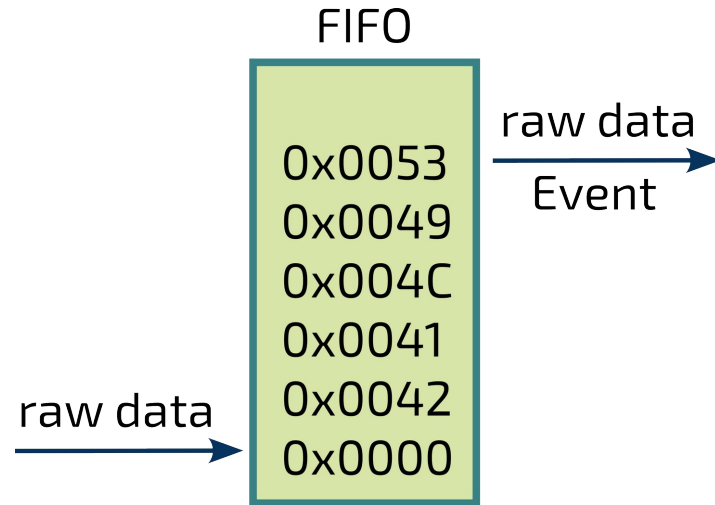 FIFO
raw data
Event
0x0053
0x0049
0x004C
0x0041
0x0042
0x0000
raw data